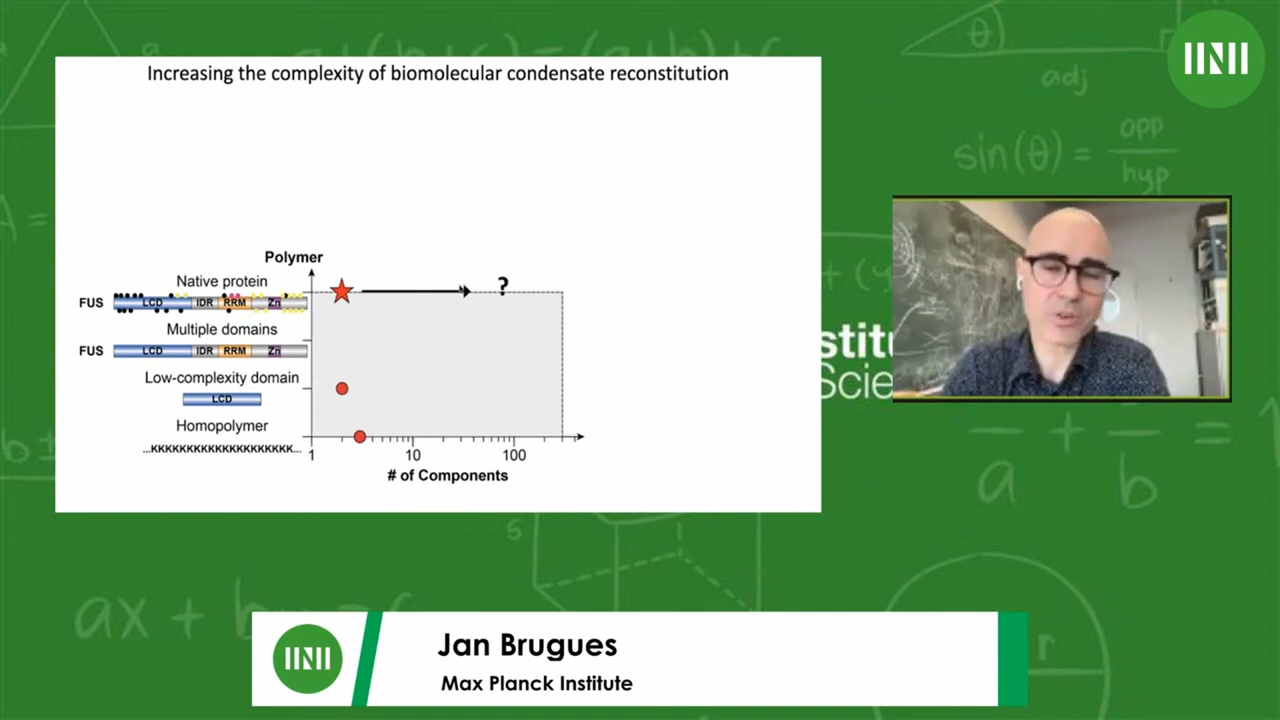 Increasing the complexity of biomolecular condensate reconstitution
Polymer
Native protein
FUS
LCD IDR RRM Zn
Multiple domains
FUS
LCD IDR RRM Zn
Low-complexity domain
LCD
Homopolymer
...KKKKKKKKKKKKKKKKKKKK...
?
1 10 100
# of Components
θ
adj
sin(θ) = opp
hyp
stitu
Scie
a b
= 1
s
r
ax + b
Jan Brugues
Max Planck Institute